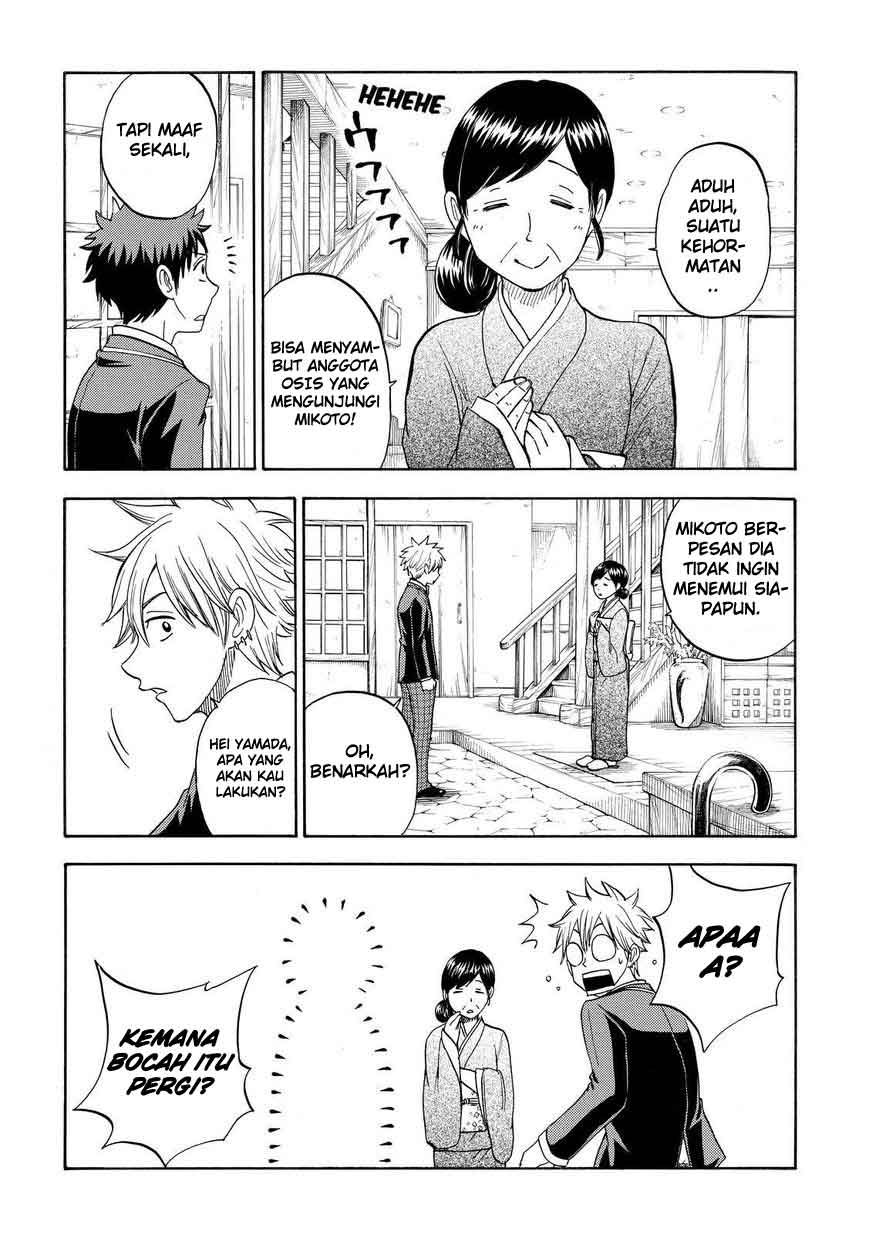 HEHEHE
ウフフフフ
ADUH
ADUH,
SUATU
KEHOR-
MATAN
..
BISA MENYAM-
BUT ANGGOTA
OSIS YANG
MENGUNJUNGI
MIKOTO!
TAPI MAAF
SEKALI,
MIKOTO BER-
PESAN DIA
TIDAK INGIN
MENEMUI SIA-
PAPUN.
OH,
BENARKAH?
HEI YAMADA,
APA YANG
AKAN KAU
LAKUKAN?
APAA
A?
KEMANA
BOCAH ITU
PERGI?